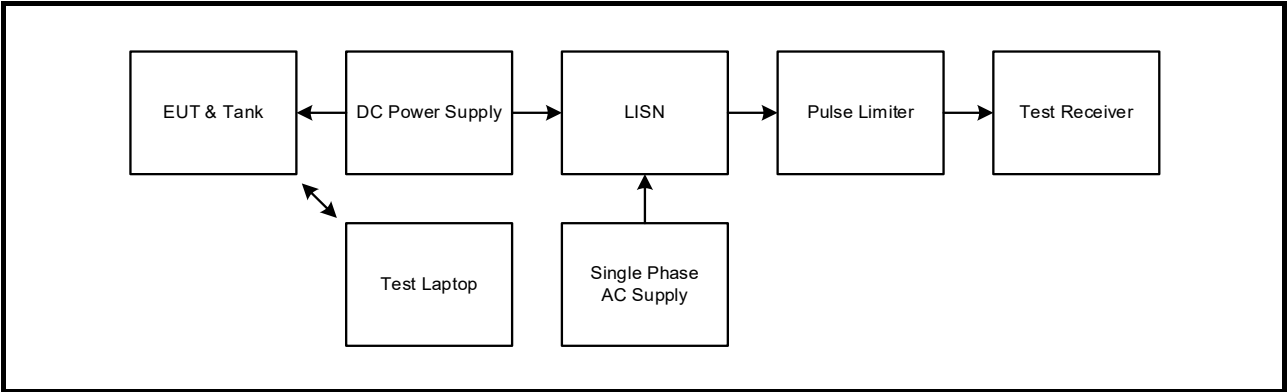 EUT & Tank
DC Power Supply
LISN
Pulse Limiter
Test Receiver
Test Laptop
Single Phase
AC Supply